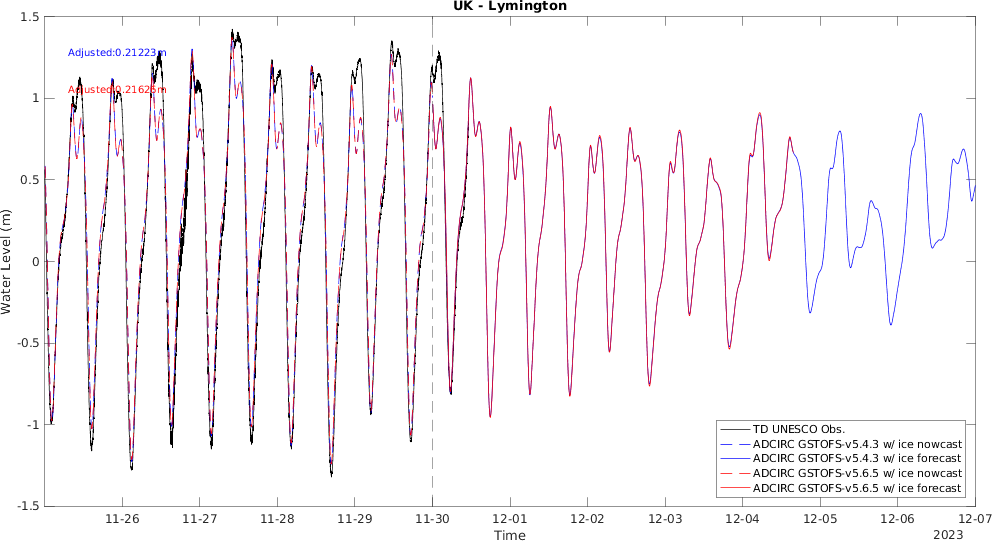 UK - Lymington
1.5
1
0.5
0
-0.5
-1
-1.5
Water Level (m)
Adjusted:0.21223m
Adjusted:0.21625m
TD UNESCO Obs.
ADCIRC GSTOFS-v5.4.3 w/ ice nowcast
ADCIRC GSTOFS-v5.4.3 w/ ice forecast
ADCIRC GSTOFS-v5.6.5 w/ ice nowcast
ADCIRC GSTOFS-v5.6.5 w/ ice forecast
11-26 11-27 11-28 11-29 11-30 12-01 12-02 12-03 12-04 12-05 12-06 12-07
Time
2023